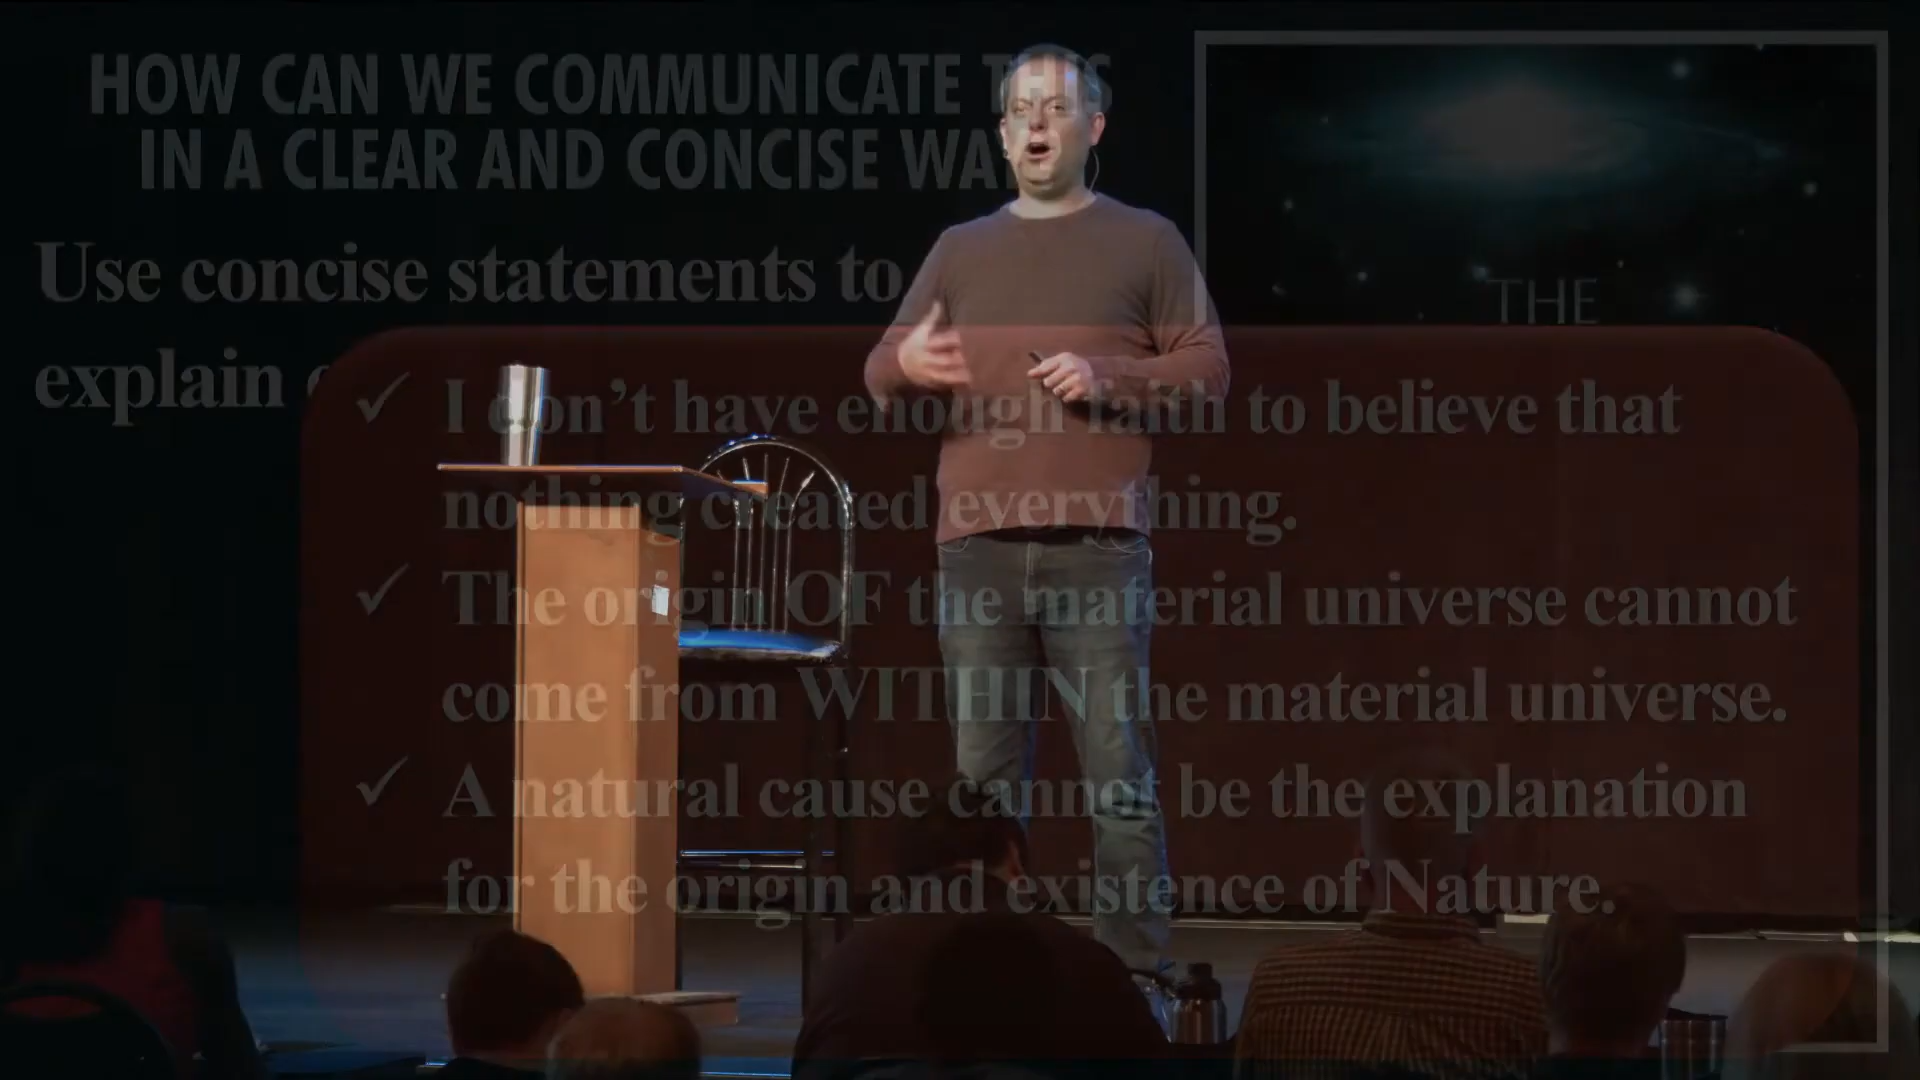 HOW CAN WE COMMUNICATE THIS
IN A CLEAR AND CONCISE WAY
Use concise statements to
explain
THE
✓ I don’t have enough faith to believe that
nothing created everything.
✓ The origin OF the material universe cannot
come from WITHIN the material universe.
✓ A natural cause cannot be the explanation
for the origin and existence of Nature.